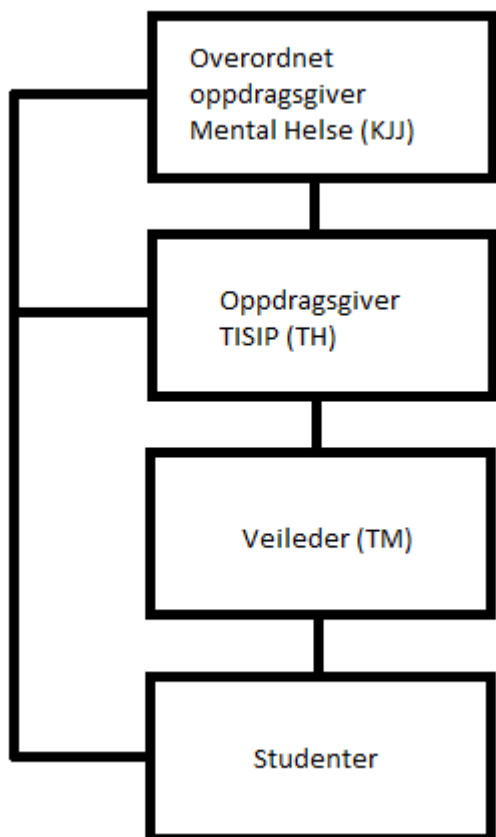 Overordnet
oppdragsgiver
Mental Helse (KJJ)
Oppdragsgiver
TISIP (TH)
Veileder (TM)
Studenter